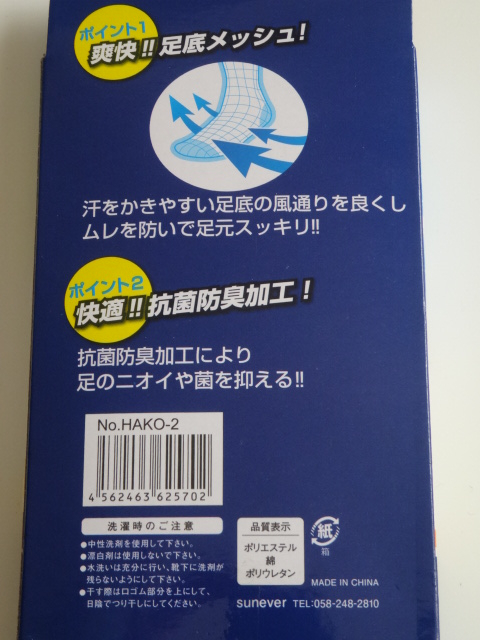 ポイント1
爽快!!足底メッシュ!
汗をかきやすい足底の風通りを良くし
ムレを防いで足元スッキリ!!
ポイント2
快適!!抗菌防臭加工!
抗菌防臭加工により
足のニオイや菌を抑える!!
No.HAKO-2
4 562463 625702
洗濯時のご注意
●中性洗剤を使用して下さい。
●漂白剤は使用しないで下さい。
●水洗いは充分に行い、靴下に洗剤が
残らないようにして下さい。
●干す際は口ゴム部分を上にして、
日陰でつり干しにしてください。
品質表示
ポリエステル
綿
ポリウレタン
紙
箱
MADE IN CHINA
sunever TEL:058-248-2810